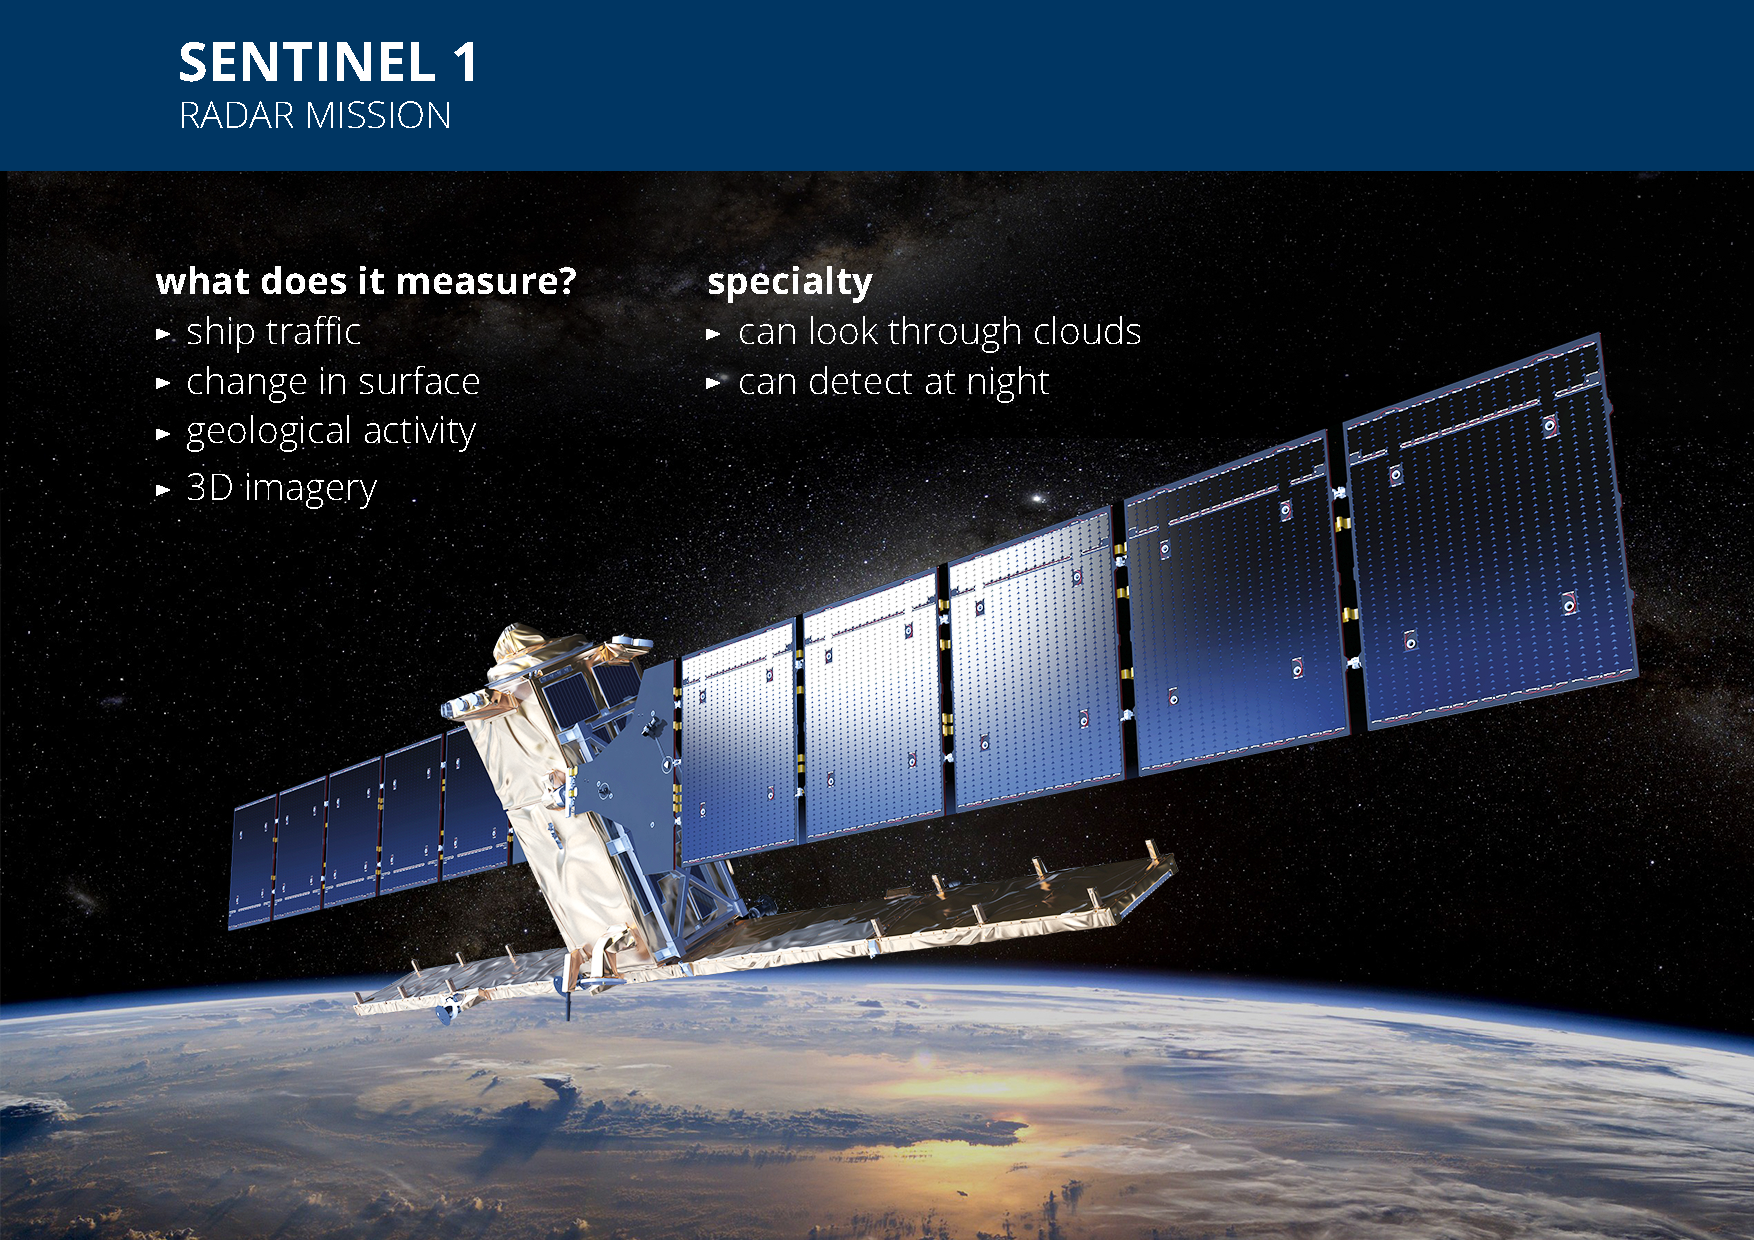 SENTINEL 1
RADAR MISSION
what does it measure?
► ship traffic
► change in surface
► geological activity
► 3D imagery
specialty
► can look through clouds
► can detect at night